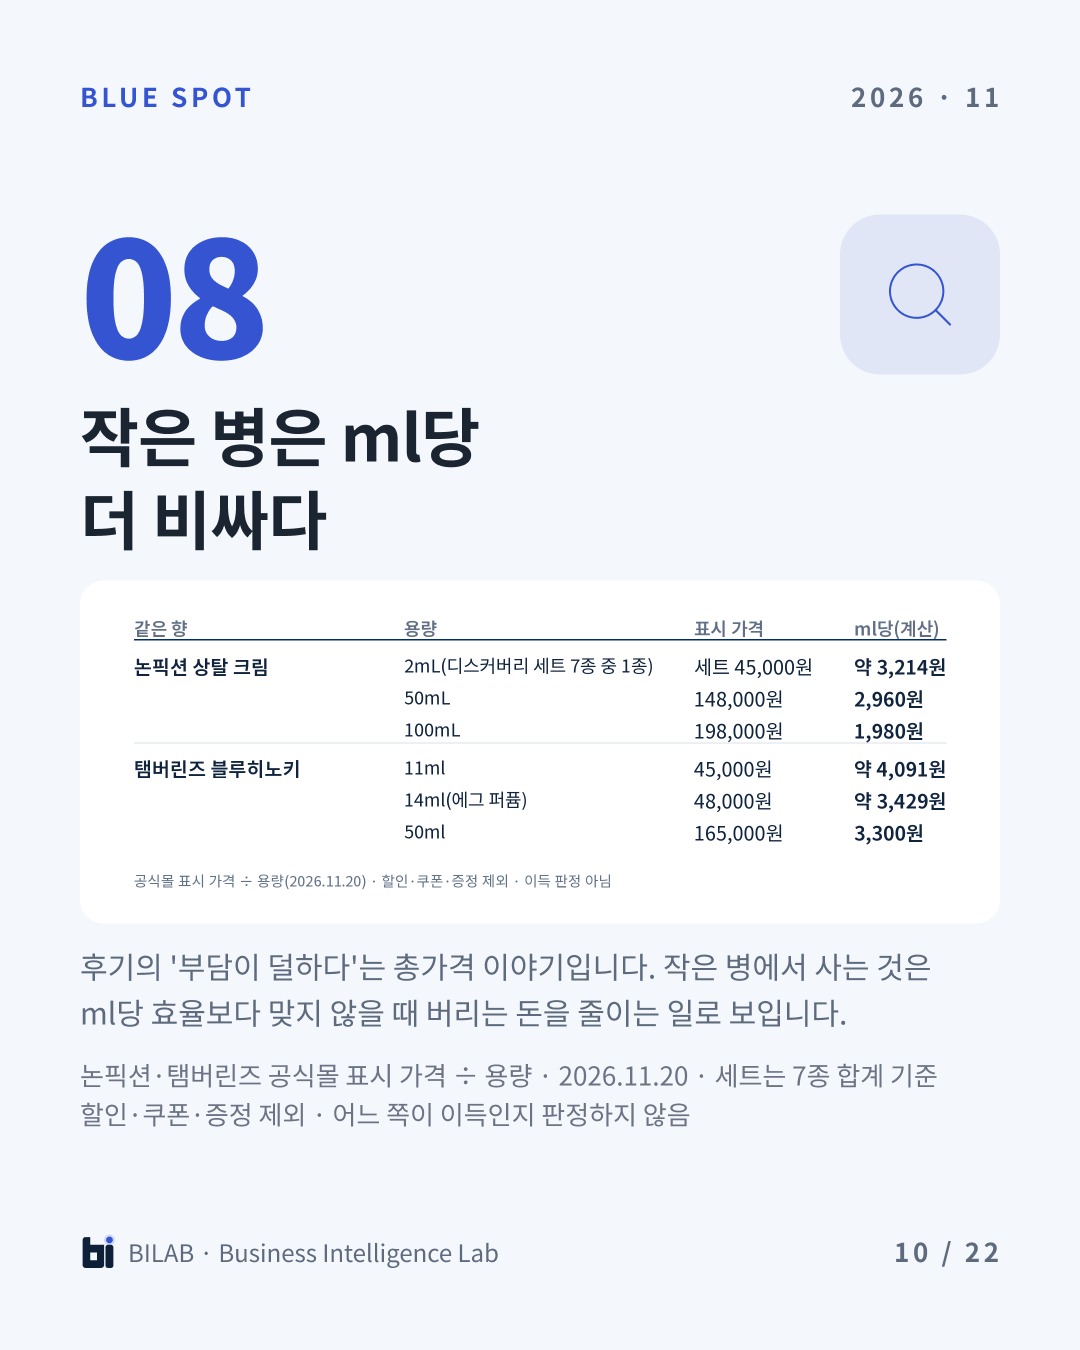 BLUE SPOT
2026 · 11
08
작은 병은 ml당
더 비싸다
같은 향 용량 표시 가격 ml당(계산)
논픽션 상탈 크림 2mL(디스커버리 세트 7종 중 1종) 세트 45,000원 약 3,214원
50mL 148,000원 2,960원
100mL 198,000원 1,980원
탬버린즈 블루히노키 11ml 45,000원 약 4,091원
14ml(에그 퍼퓸) 48,000원 약 3,429원
50ml 165,000원 3,300원
공식몰 표시 가격 ÷ 용량(2026.11.20) · 할인·쿠폰·증정 제외 · 이득 판정 아님
후기의 '부담이 덜하다'는 총가격 이야기입니다. 작은 병에서 사는 것은
ml당 효율보다 맞지 않을 때 버리는 돈을 줄이는 일로 보입니다.
논픽션·탬버린즈 공식몰 표시 가격 ÷ 용량 · 2026.11.20 · 세트는 7종 합계 기준
할인·쿠폰·증정 제외 · 어느 쪽이 이득인지 판정하지 않음
bi BILAB · Business Intelligence Lab
10 / 22